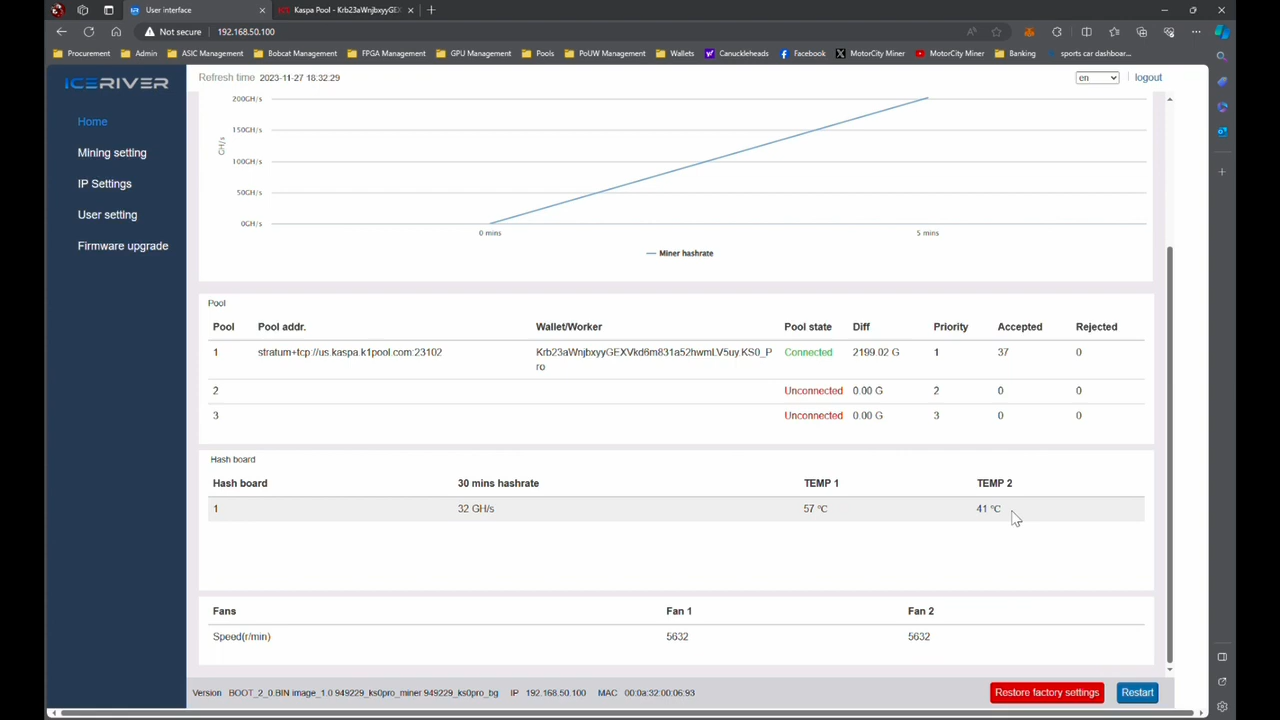 User interface
Kaspa Pool - Krb23aWnjbxyyGEX
Not secure
192.168.50.100
Procurement
Admin
ASIC Management
Bobcat Management
FPGA Management
GPU Management
Pools
PoUW Management
Wallets
Canuckleheads
Facebook
MotorCity Miner
MotorCity Miner
Banking
sports car dashboar...
ICERIVER
Refresh time 2023-11-27 18:32:29
en
logout
Home
Mining setting
IP Settings
User setting
Firmware upgrade
200GH/s
150GH/s
100GH/s
50GH/s
0GH/s
GH/s
0 mins
5 mins
Miner hashrate
Pool
Pool Pool addr. Wallet/Worker Pool state Diff Priority Accepted Rejected
1 stratum+tcp://us.kaspa.k1pool.com:23102 Krb23aWnjbxyyGEXVkd6m831a52hwmLV5uy.KS0_P Connected 2199.02 G 1 37 0
ro
2 Unconnected 0.00 G 2 0 0
3 Unconnected 0.00 G 3 0 0
Hash board
Hash board 30 mins hashrate TEMP 1 TEMP 2
1 32 GH/s 57 °C 41 °C
Fans Fan 1 Fan 2
Speed(r/min) 5632 5632
Version BOOT_2_0.BIN image_1.0 949229_ks0pro_miner 949229_ks0pro_bg IP 192.168.50.100 MAC 00:0a:32:00:06:93
Restore factory settings
Restart